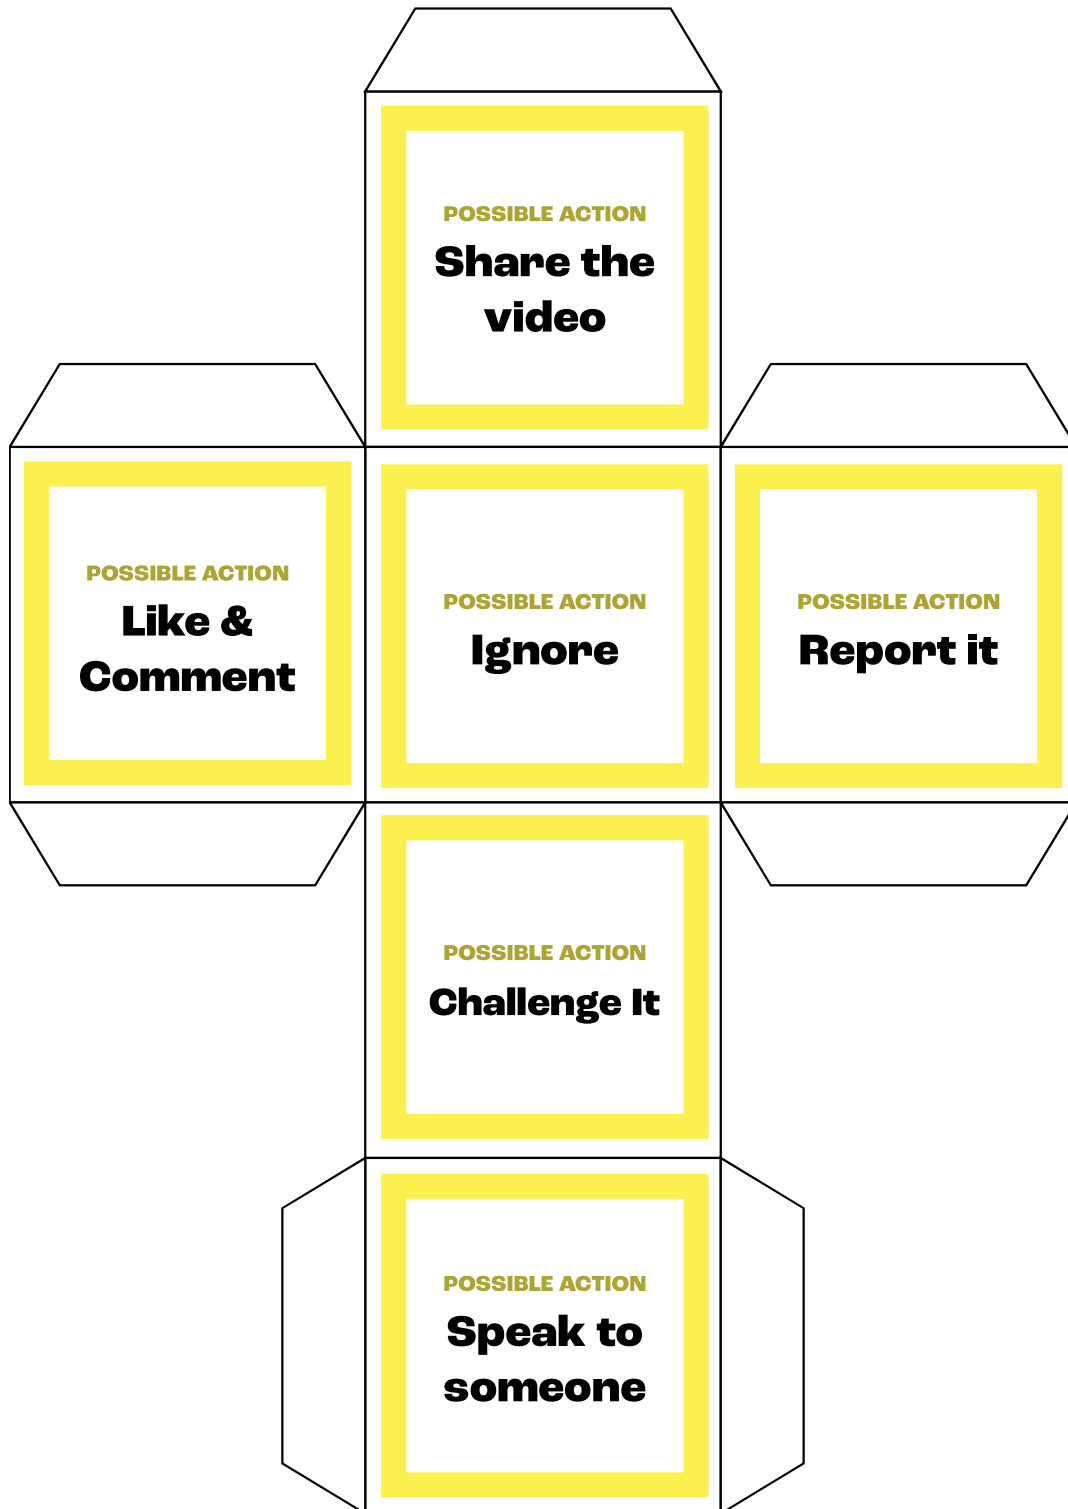 POSSIBLE ACTION
Share the
video
POSSIBLE ACTION
Like &
Comment
POSSIBLE ACTION
Ignore
POSSIBLE ACTION
Report it
POSSIBLE ACTION
Challenge It
POSSIBLE ACTION
Speak to
someone